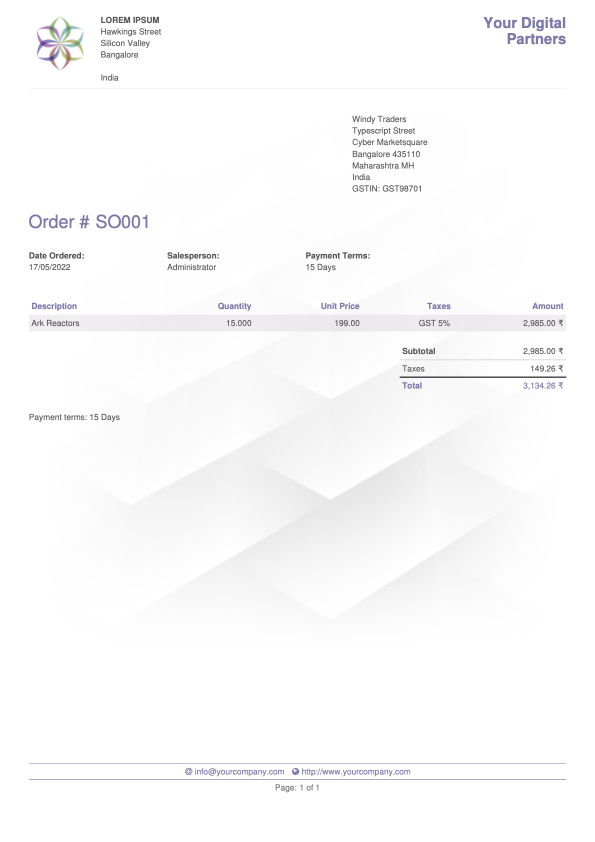 LOREM IPSUM
Hawkings Street
Silicon Valley
Bangalore
India
Your Digital
Partners
Windy Traders
Typescript Street
Cyber Marketsquare
Bangalore 435110
Maharashtra MH
India
GSTIN: GST98701
Order # SO001
Date Ordered: Salesperson: Payment Terms:
17/05/2022 Administrator 15 Days
Description Quantity Unit Price Taxes Amount
Ark Reactors 15.000 199.00 GST 5% 2,985.00 ₹
Subtotal 2,985.00 ₹
Taxes 149.26 ₹
Total 3,134.26 ₹
Payment terms: 15 Days
info@yourcompany.com http://www.yourcompany.com
Page: 1 of 1